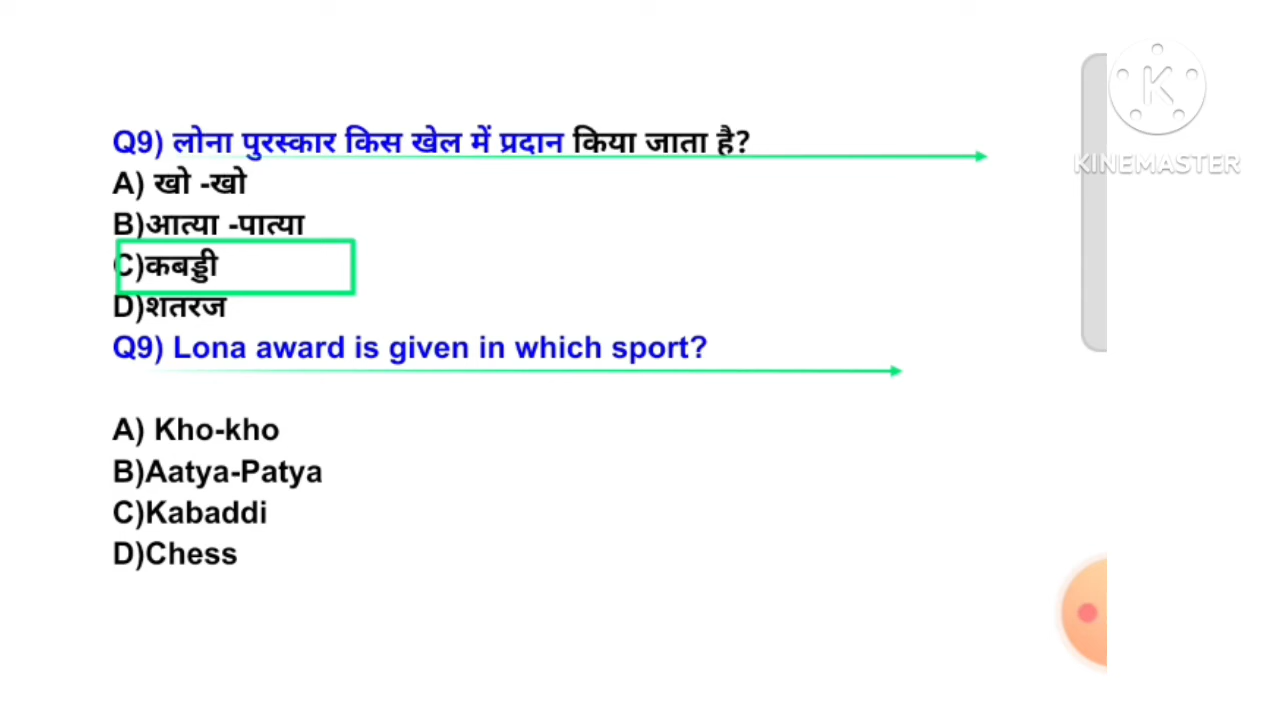 Q9) लोना पुरस्कार किस खेल में प्रदान किया जाता है?
A) खो -खो
B)आत्या -पात्या
C)कबड्डी
D)शतरज
Q9) Lona award is given in which sport?
A) Kho-kho
B)Aatya-Patya
C)Kabaddi
D)Chess
K
KINEMASTER